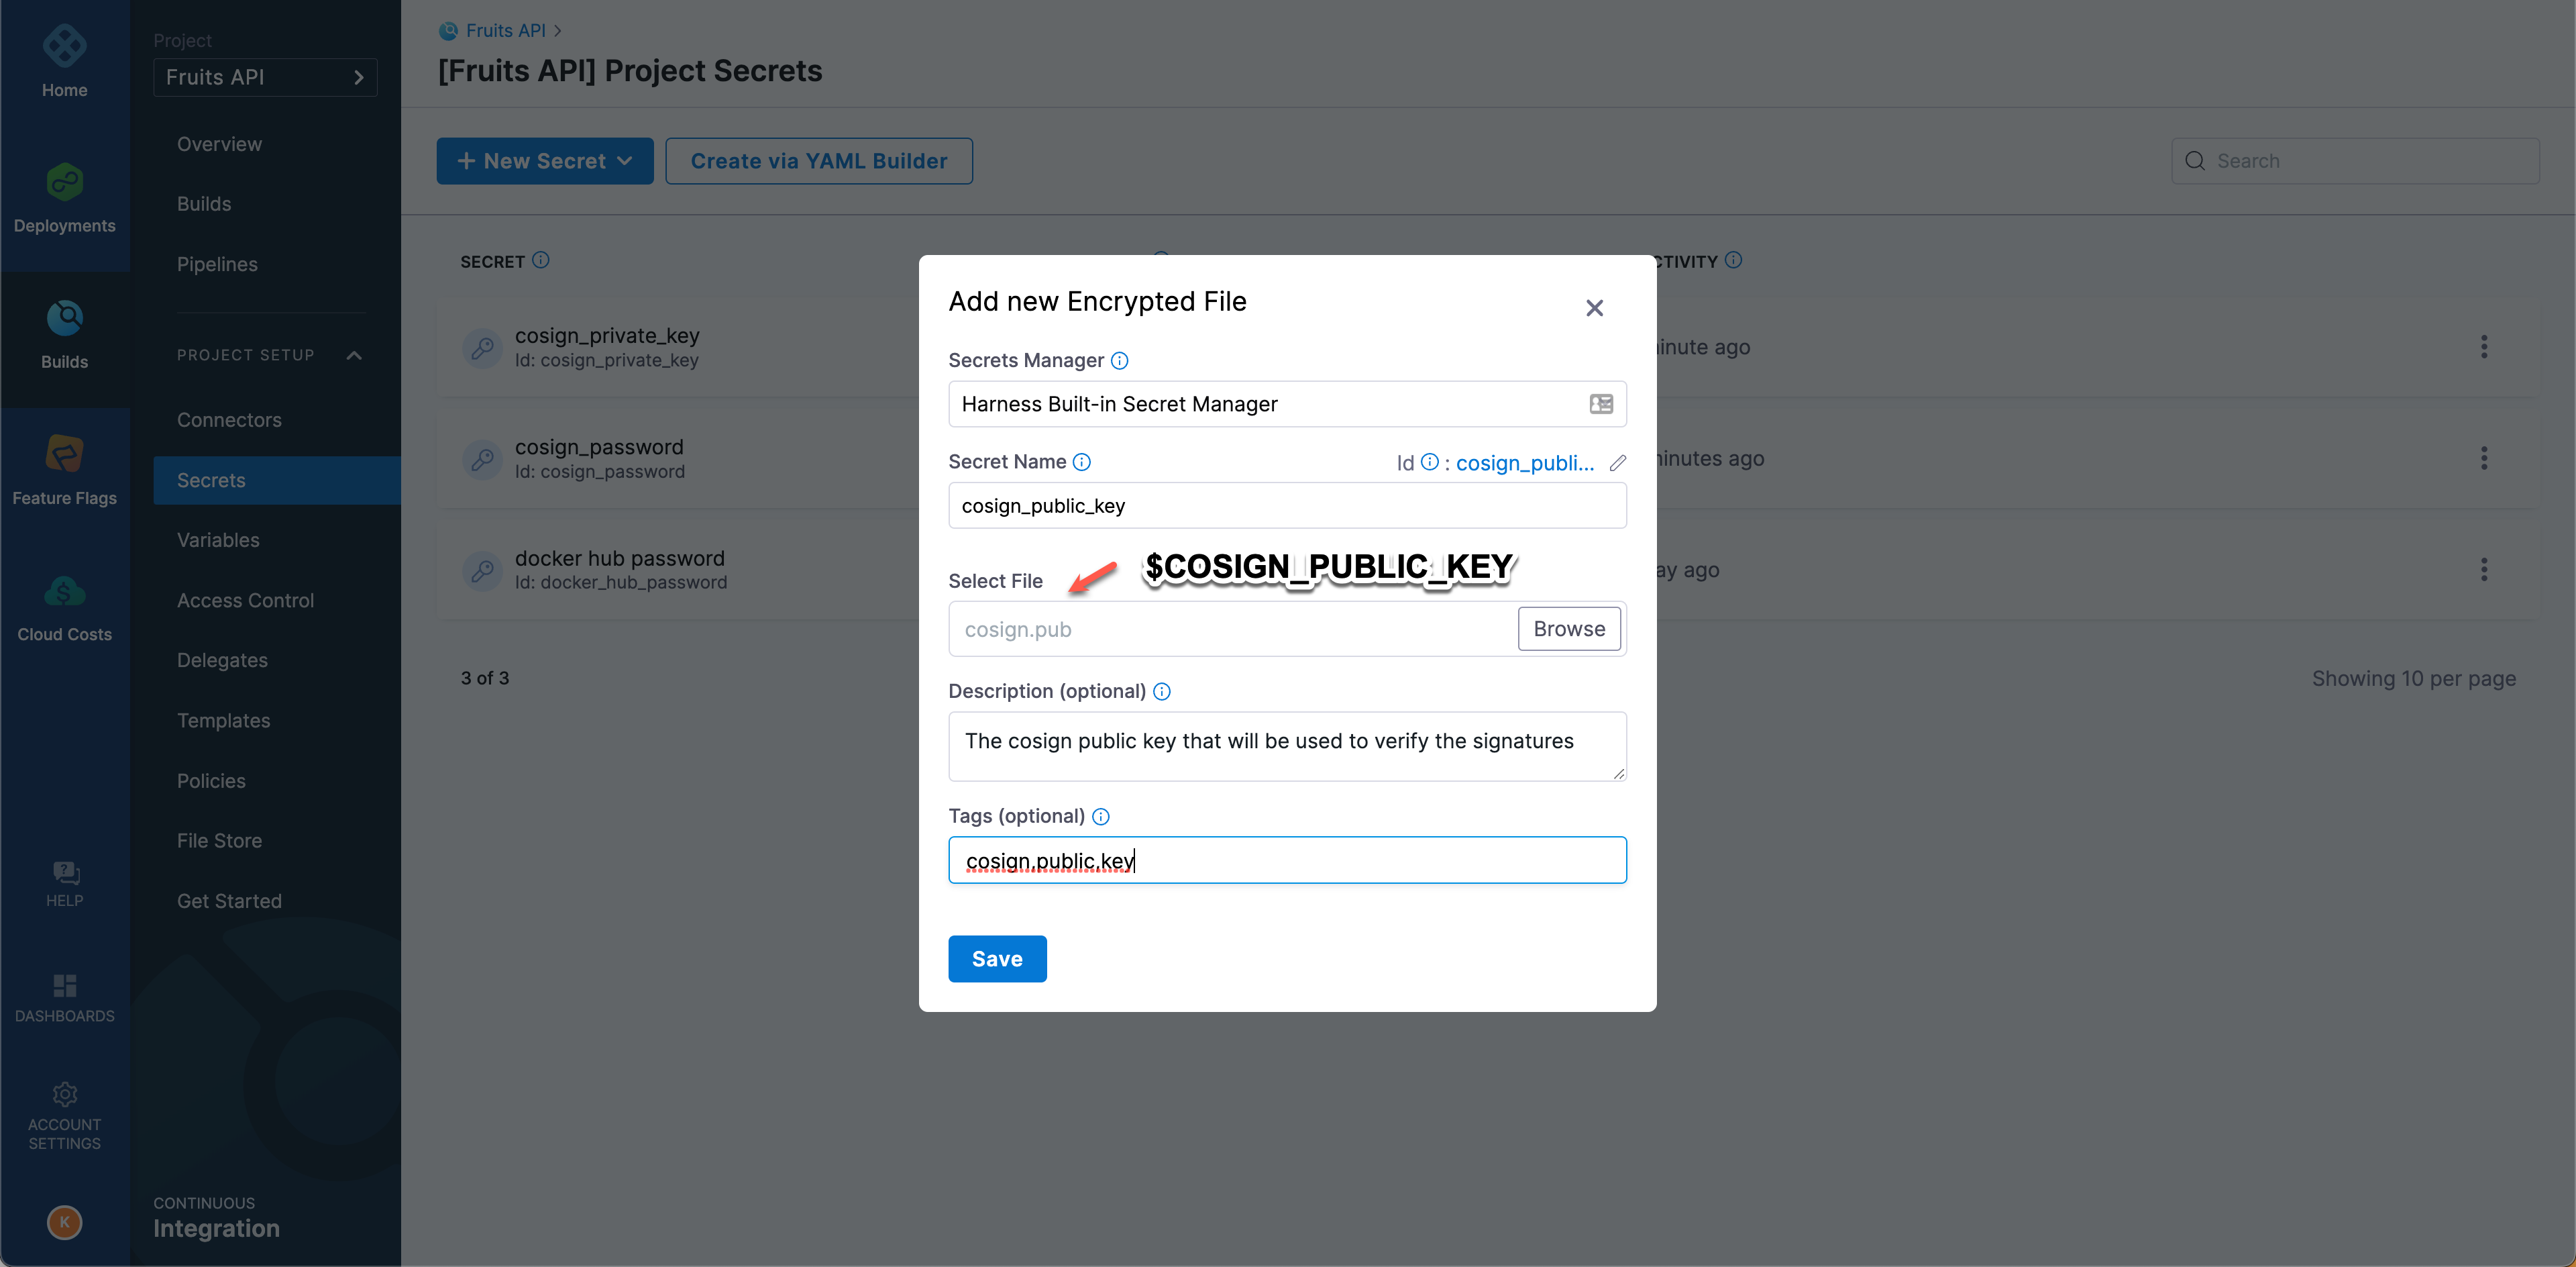 Home
Deployments
Builds
Feature Flags
Cloud Costs
HELP
DASHBOARDS
ACCOUNT
SETTINGS
K
Project
Fruits API
Overview
Builds
Pipelines
PROJECT SETUP
Connectors
Secrets
Variables
Access Control
Delegates
Templates
Policies
File Store
Get Started
CONTINUOUS
Integration
Fruits API >
[Fruits API] Project Secrets
+ New Secret
Create via YAML Builder
Search
SECRET
cosign_private_key
Id: cosign_private_key
cosign_password
Id: cosign_password
docker hub password
Id: docker_hub_password
3 of 3
Showing 10 per page
Add new Encrypted File
Secrets Manager
Harness Built-in Secret Manager
Secret Name
Id : cosign_publi...
cosign_public_key
$COSIGN_PUBLIC_KEY
Select File
cosign.pub
Browse
Description (optional)
The cosign public key that will be used to verify the signatures
Tags (optional)
cosign,public,key
Save
ago
ago
ago